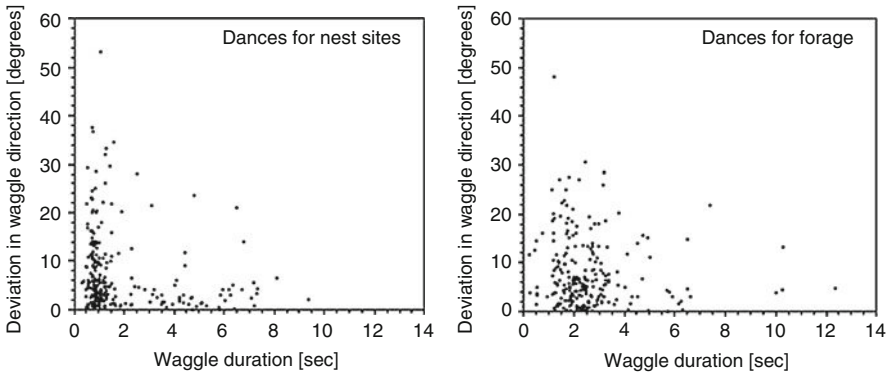 Dances for nest sites
Deviation in waggle direction [degrees]
60
50
40
30
20
10
0
0 2 4 6 8 10 12 14
Waggle duration [sec]
Dances for forage
Deviation in waggle direction [degrees]
60
50
40
30
20
10
0
0 2 4 6 8 10 12 14
Waggle duration [sec]